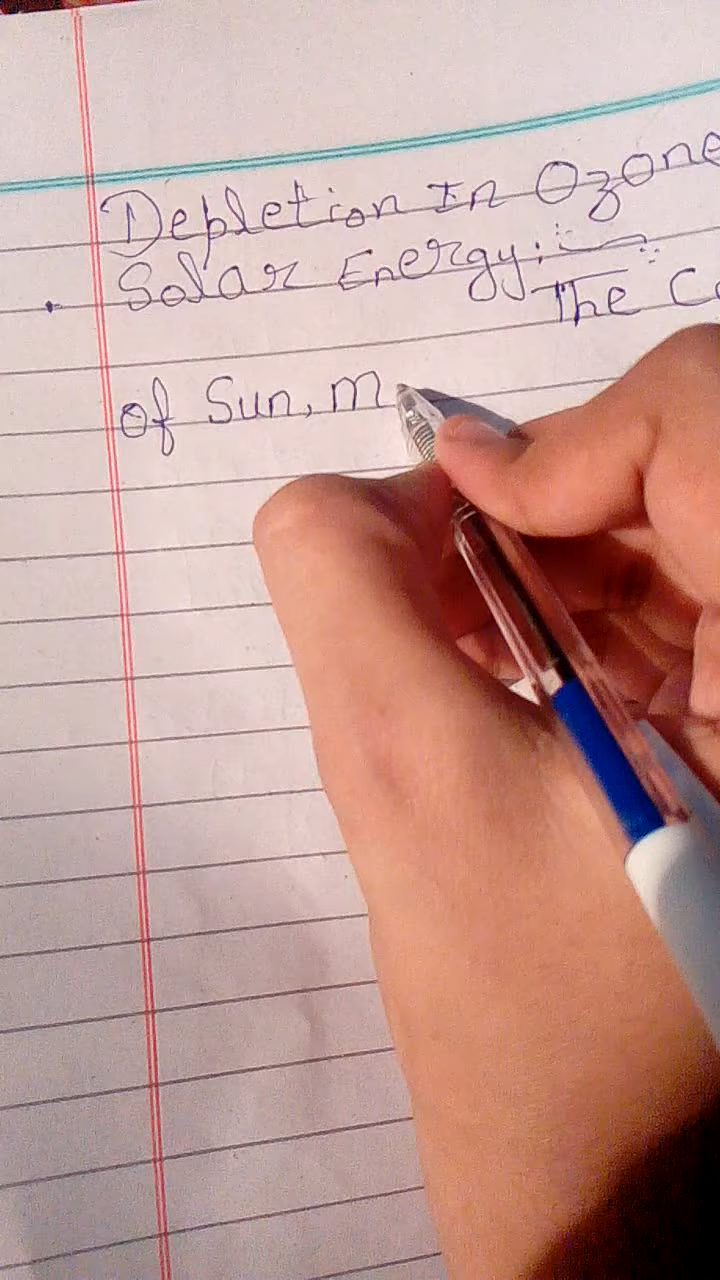 Depletion In Ozone
Solar Energy:
The
of Sun, m